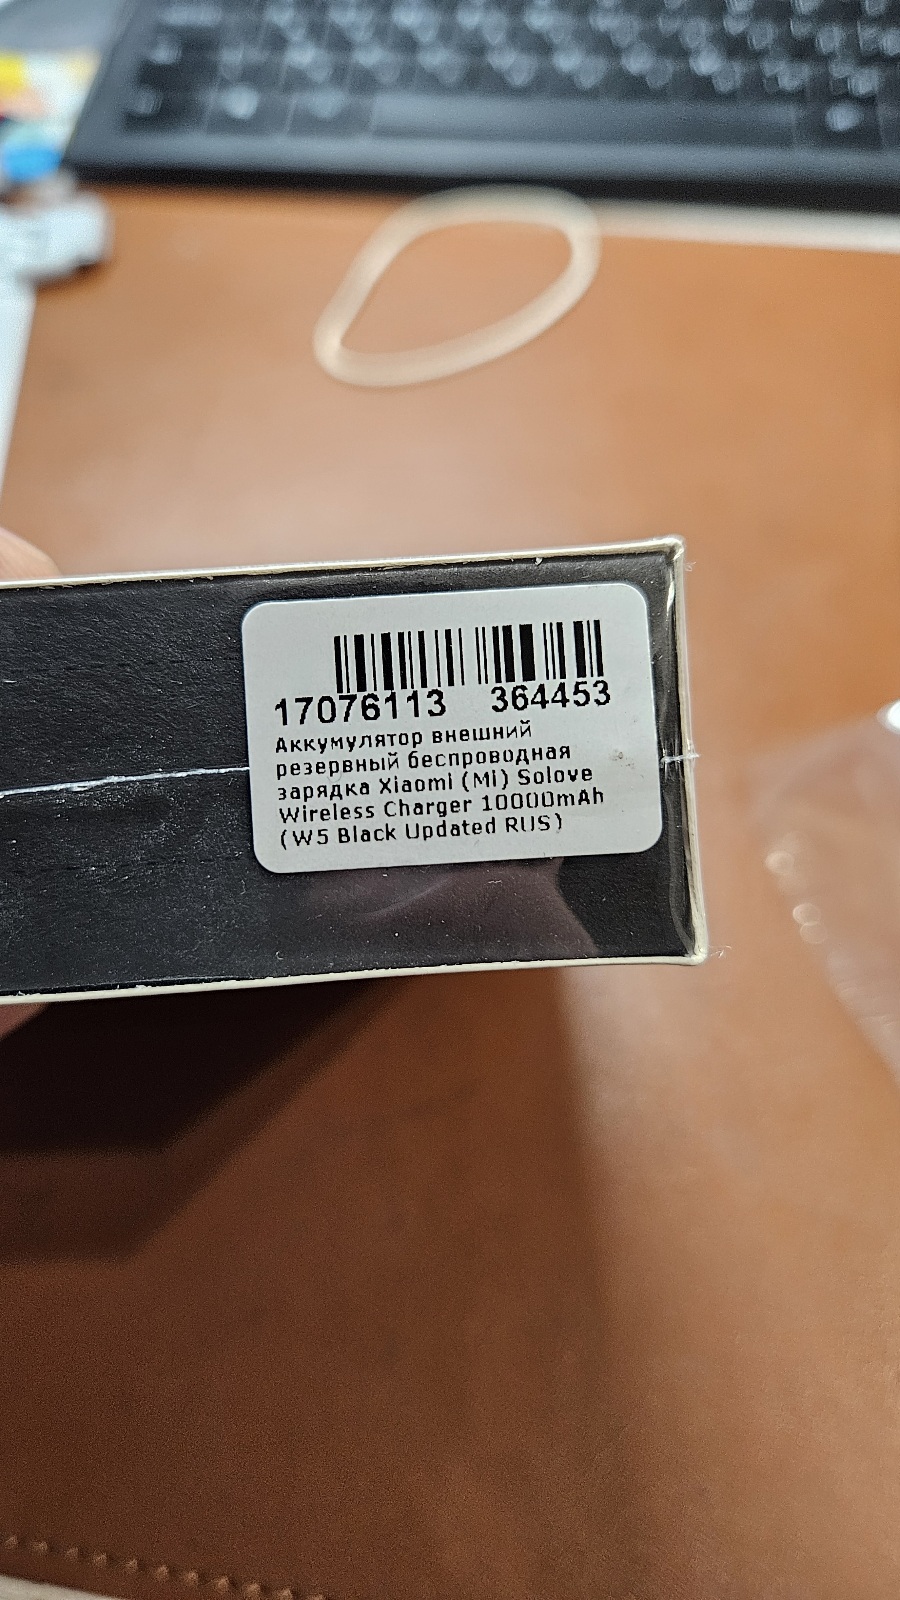 17076113 364453
Аккумулятор внешний
резервный беспроводная
зарядка Xiaomi (Mi) Solove
Wireless Charger 10000mAh
(W5 Black Updated RUS)